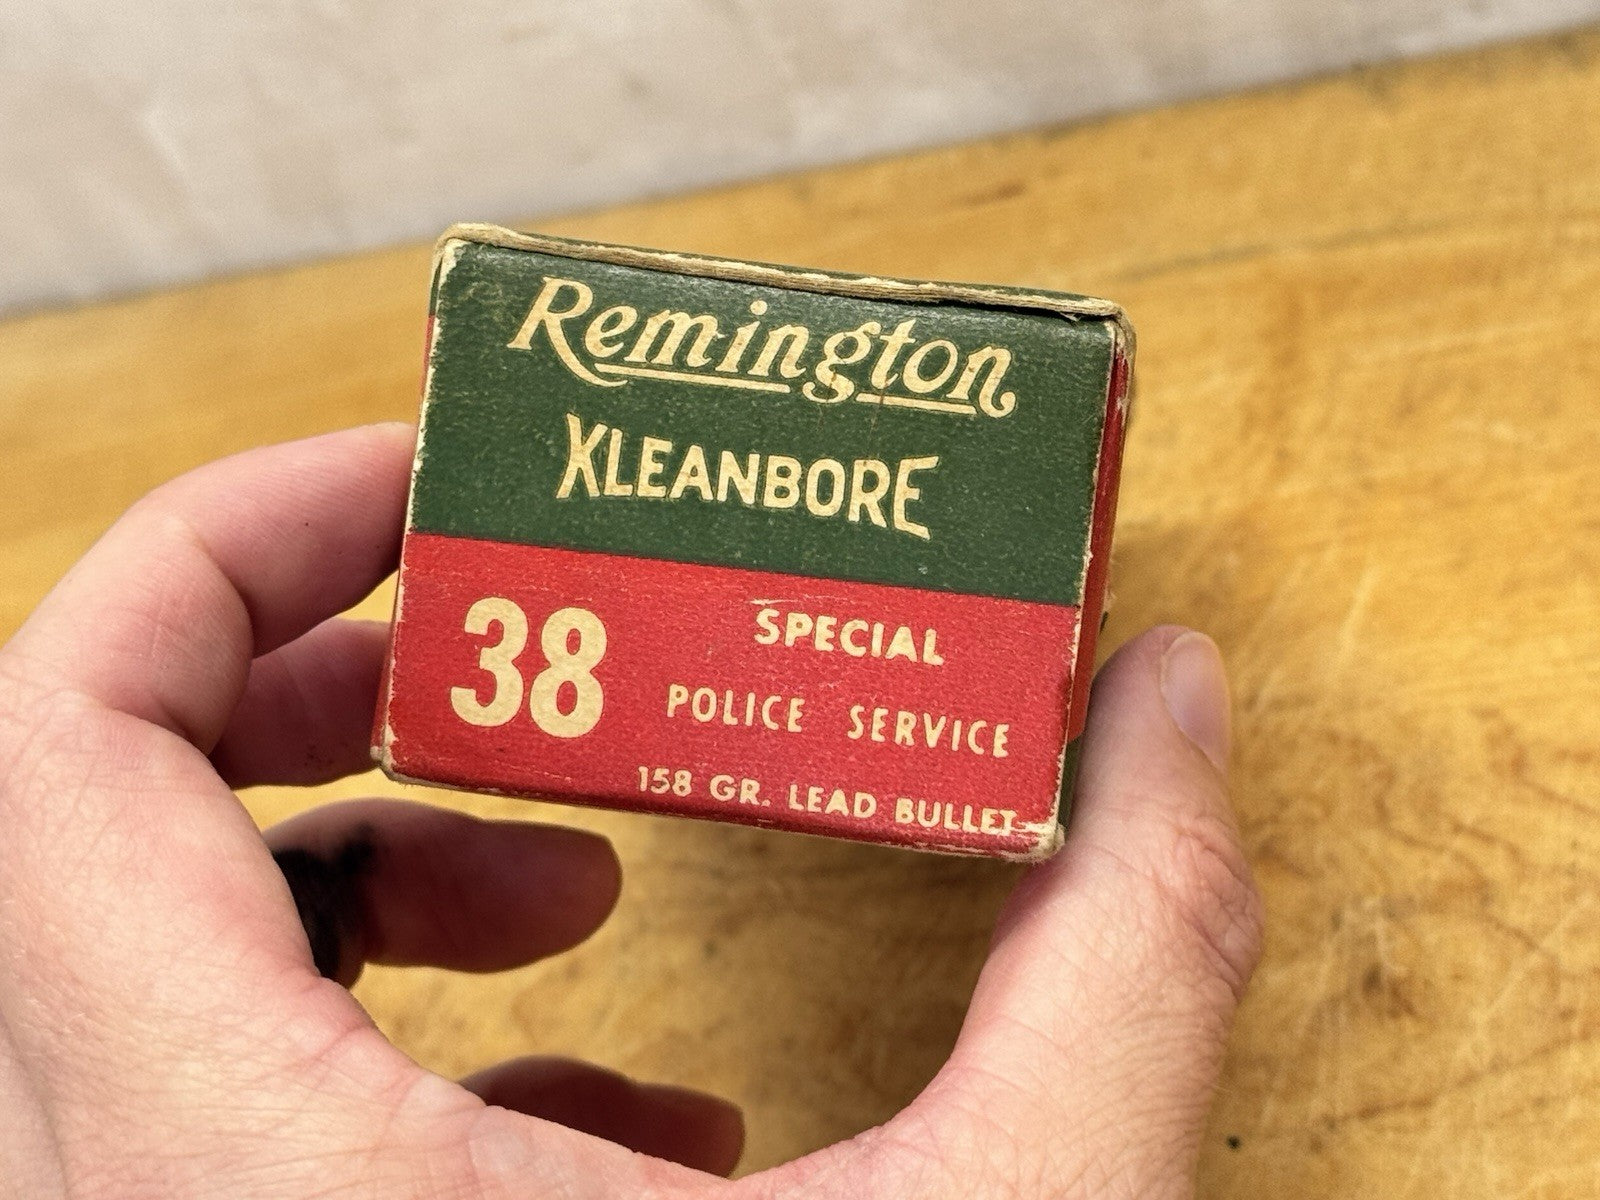 Remington
KLEANBORE
38 SPECIAL
POLICE SERVICE
158 GR. LEAD BULLET